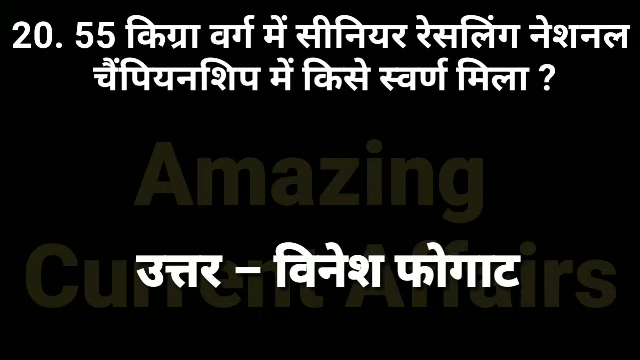 20. 55 किग्रा वर्ग में सीनियर रेसलिंग नेशनल
चैंपियनशिप में किसे स्वर्ण मिला ?
Amazing
उत्तर – विनेश फोगाट
Current Affairs